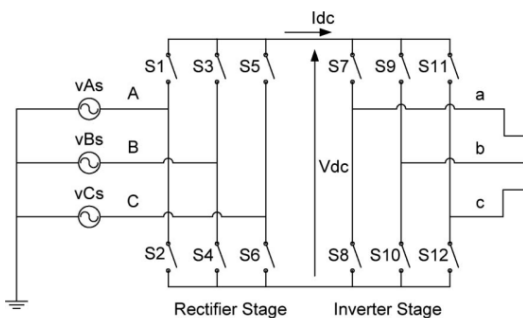 Idc
S1
S3
S5
S7
S9
S11
vAs
A
a
vBs
B
b
Vdc
vCs
C
c
S2
S4
S6
S8
S10
S12
Rectifier Stage
Inverter Stage